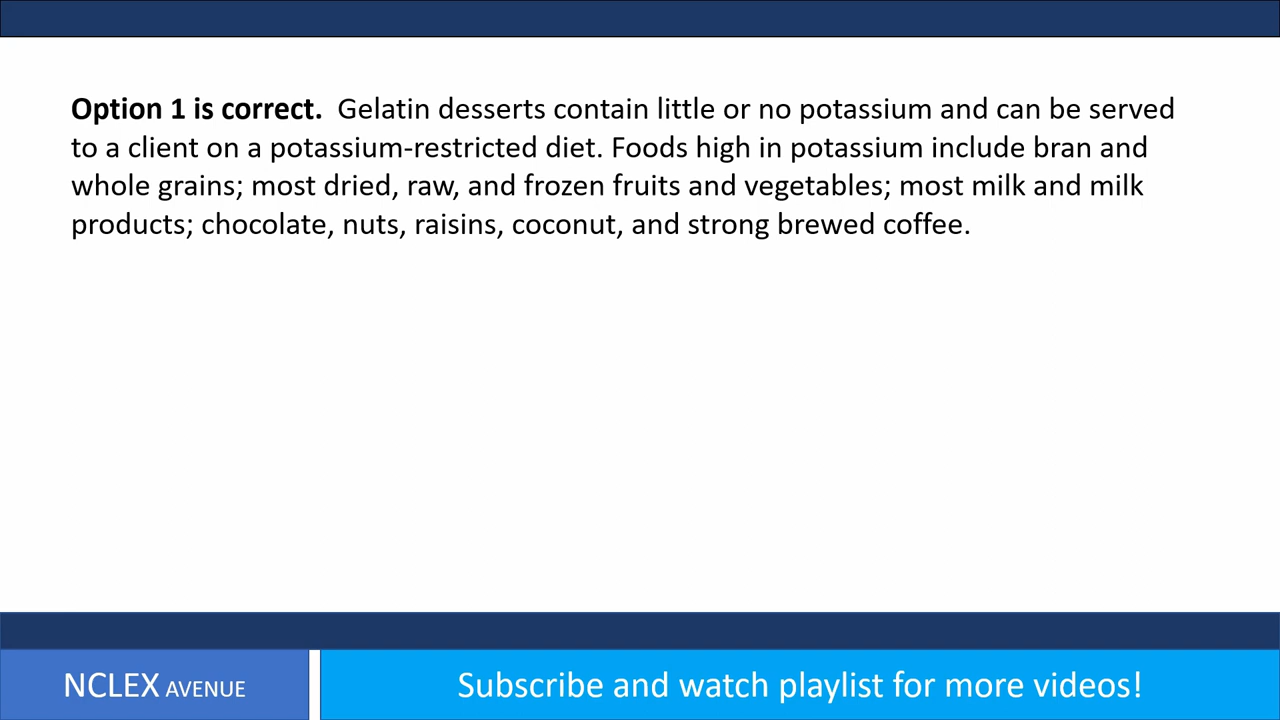 Option 1 is correct.  Gelatin desserts contain little or no potassium and can be served
to a client on a potassium-restricted diet. Foods high in potassium include bran and
whole grains; most dried, raw, and frozen fruits and vegetables; most milk and milk
products; chocolate, nuts, raisins, coconut, and strong brewed coffee.
NCLEX AVENUE
Subscribe and watch playlist for more videos!